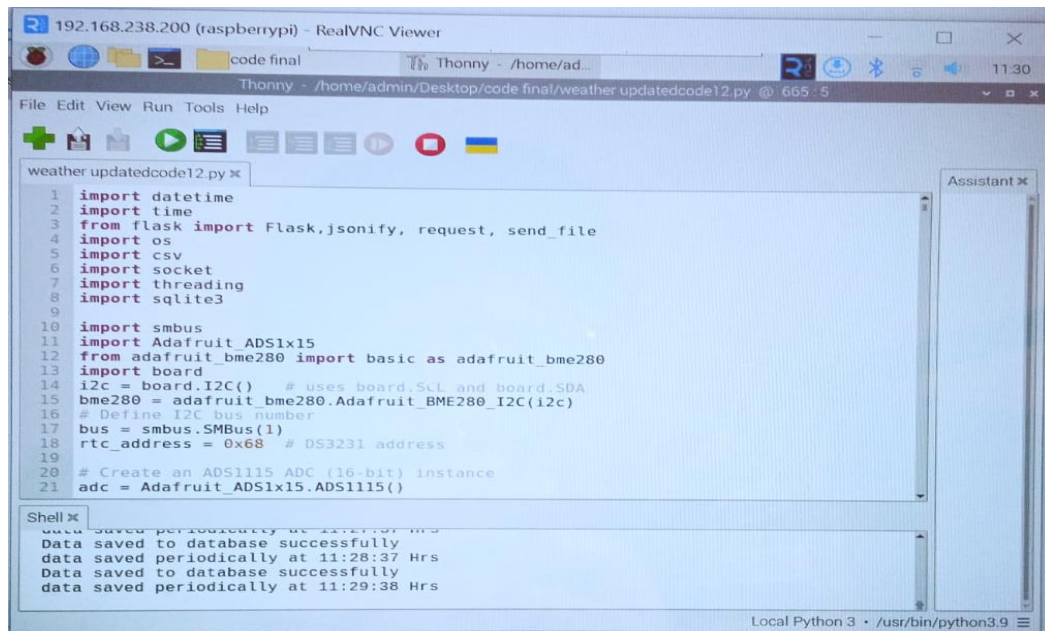 192.168.238.200 (raspberrypi) - RealVNC Viewer
code final
Thonny - /home/ad...
11:30
Thonny - /home/admin/Desktop/code final/weather updatedcode12.py @ 665 : 5
File Edit View Run Tools Help
weather updatedcode12.py
Assistant
1 import datetime
2 import time
3 from flask import Flask,jsonify, request, send_file
4 import os
5 import csv
6 import socket
7 import threading
8 import sqlite3
9
10 import smbus
11 import Adafruit_ADS1x15
12 from adafruit_bme280 import basic as adafruit_bme280
13 import board
14 i2c = board.I2C()   # uses board.SCL and board.SDA
15 bme280 = adafruit_bme280.Adafruit_BME280_I2C(i2c)
16 # Define I2C bus number
17 bus = smbus.SMBus(1)
18 rtc_address = 0x68  # DS3231 address
19
20 # Create an ADS1115 ADC (16-bit) instance
21 adc = Adafruit_ADS1x15.ADS1115()
Shell
Data saved to database successfully
data saved periodically at 11:28:37 Hrs
Data saved to database successfully
data saved periodically at 11:29:38 Hrs
Local Python 3 • /usr/bin/python3.9